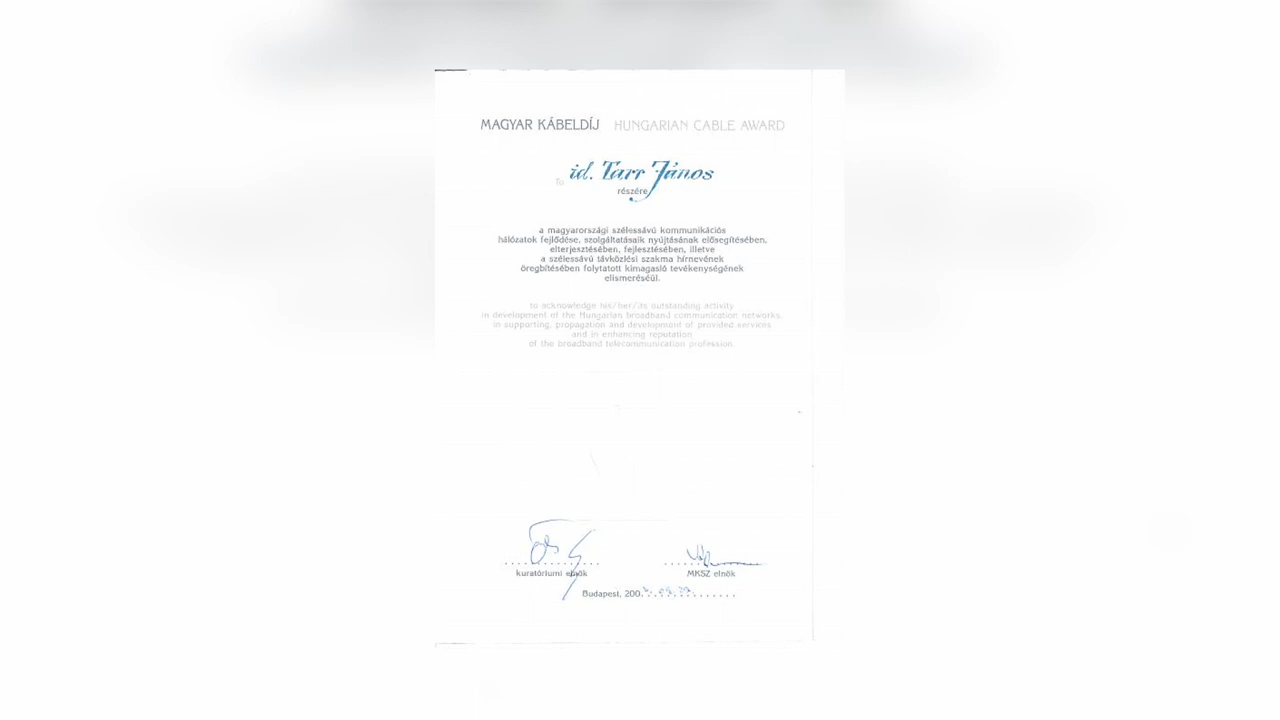 MAGYAR KÁBELDÍJ HUNGARIAN CABLE AWARD
To id. Tarr János
részére
a magyarországi szélessávú kommunikációs
hálózatok fejlődése, szolgáltatásaik nyújtásának elősegítésében,
elterjesztésében, fejlesztésében, illetve
a szélessávú távközlési szakma hírnevének
öregbítésében folytatott kimagasló tevékenységének
elismeréséül.
to acknowledge his/her/its outstanding activity
in development of the Hungarian broadband communication networks,
in supporting, propagation and development of provided services
and in enhancing reputation
of the broadband telecommunication profession.
kuratóriumi elnök MKSZ elnök
Budapest, 200